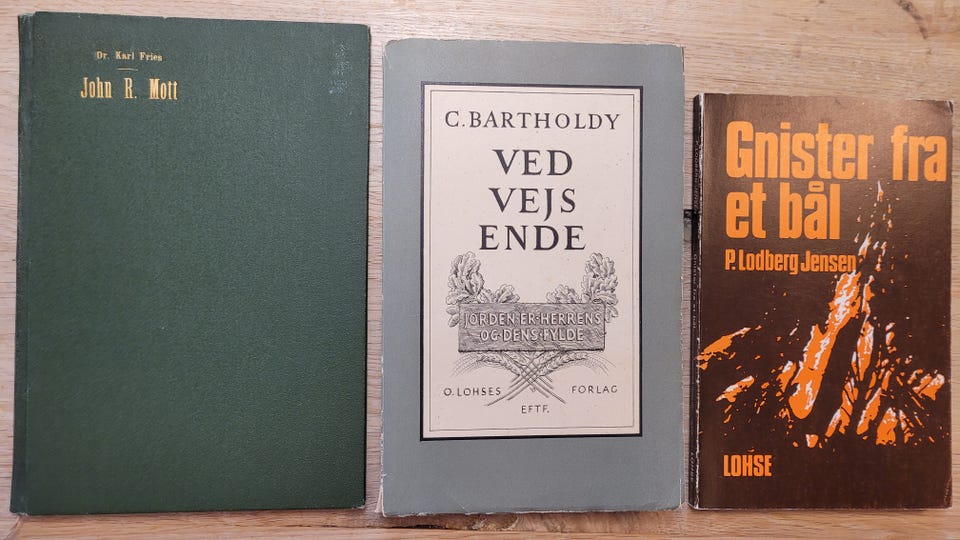 Dr. Karl Fries
John R. Mott
C. BARTHOLDY
VED
VEJS
ENDE
JORDEN ER HERRENS
OG DENS FYLDE
O. LOHSES FORLAG
EFTF.
Gnister fra
et bål
P. Lodberg Jensen
LOHSE